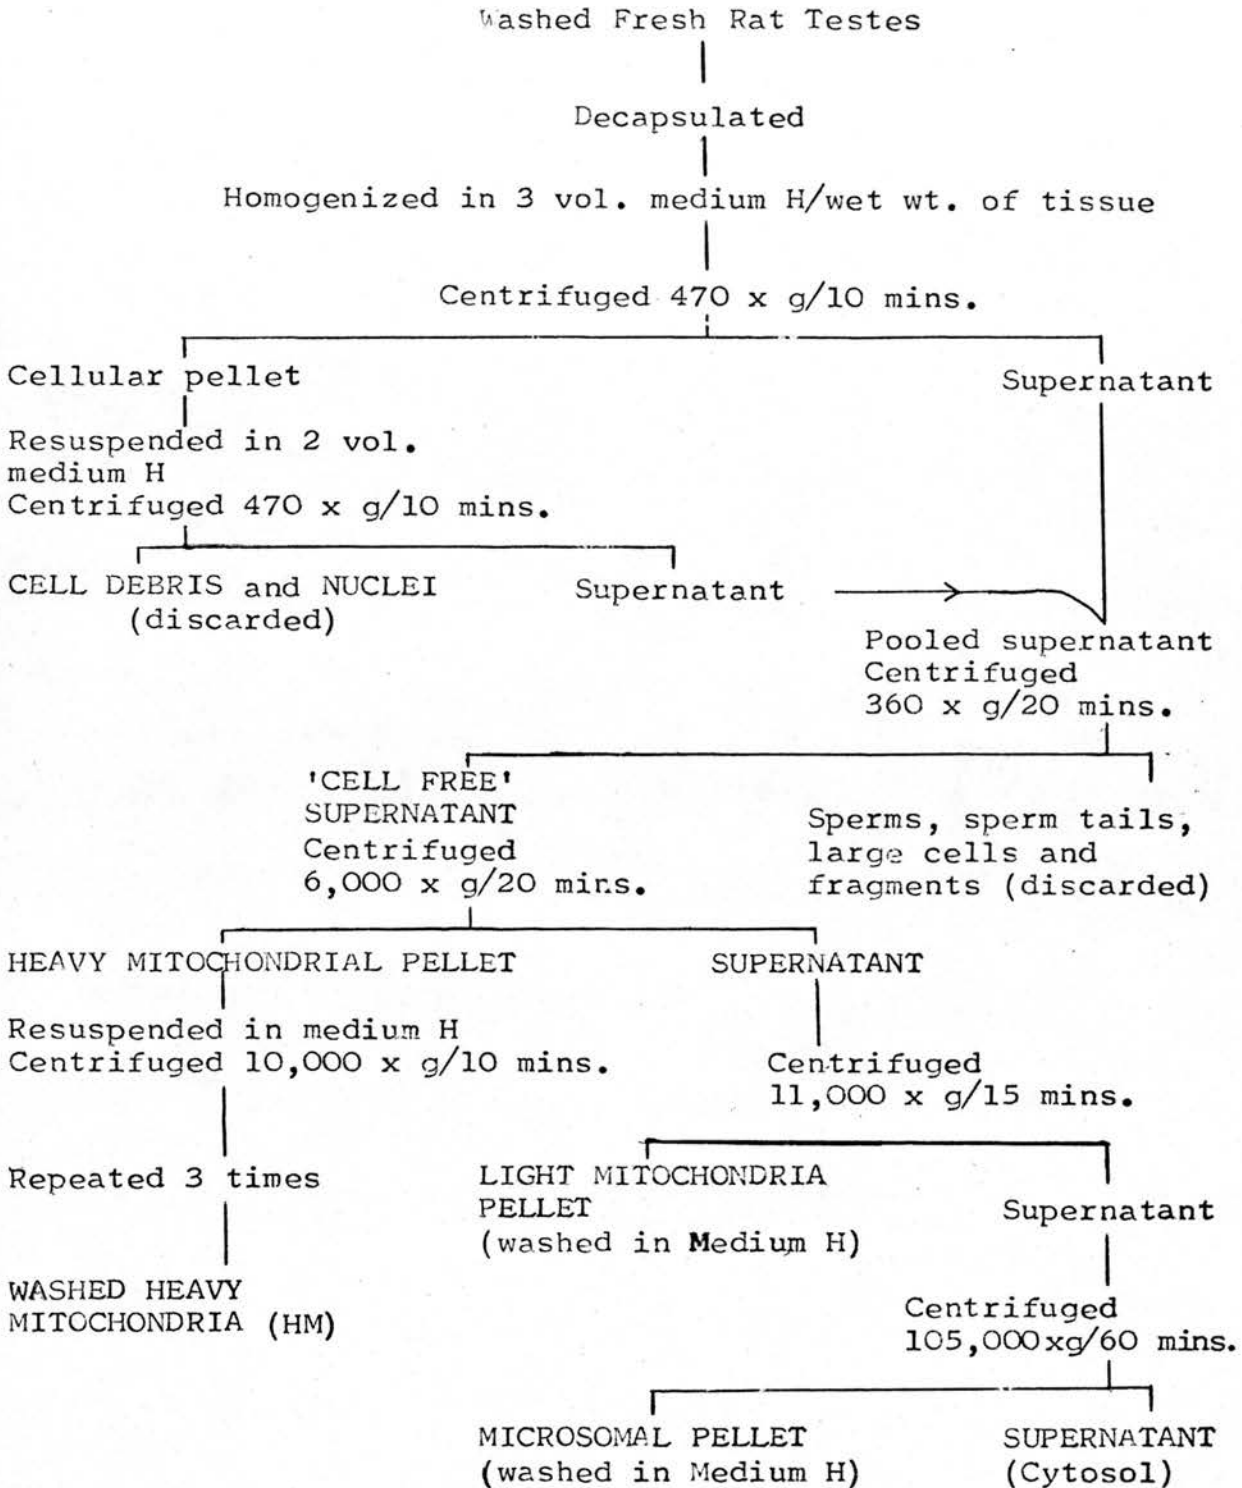 Washed Fresh Rat Testes
Decapsulated
Homogenized in 3 vol. medium H/wet wt. of tissue
Centrifuged 470 x g/10 mins.
Cellular pellet
Supernatant
Resuspended in 2 vol.
medium H
Centrifuged 470 x g/10 mins.
CELL DEBRIS and NUCLEI
(discarded)
Supernatant
Pooled supernatant
Centrifuged
360 x g/20 mins.
'CELL FREE'
SUPERNATANT
Centrifuged
6,000 x g/20 mins.
Sperms, sperm tails,
large cells and
fragments (discarded)
HEAVY MITOCHONDRIAL PELLET
SUPERNATANT
Resuspended in medium H
Centrifuged 10,000 x g/10 mins.
Centrifuged
11,000 x g/15 mins.
Repeated 3 times
LIGHT MITOCHONDRIA
PELLET
(washed in Medium H)
Supernatant
WASHED HEAVY
MITOCHONDRIA (HM)
Centrifuged
105,000xg/60 mins.
MICROSOMAL PELLET
(washed in Medium H)
SUPERNATANT
(Cytosol)